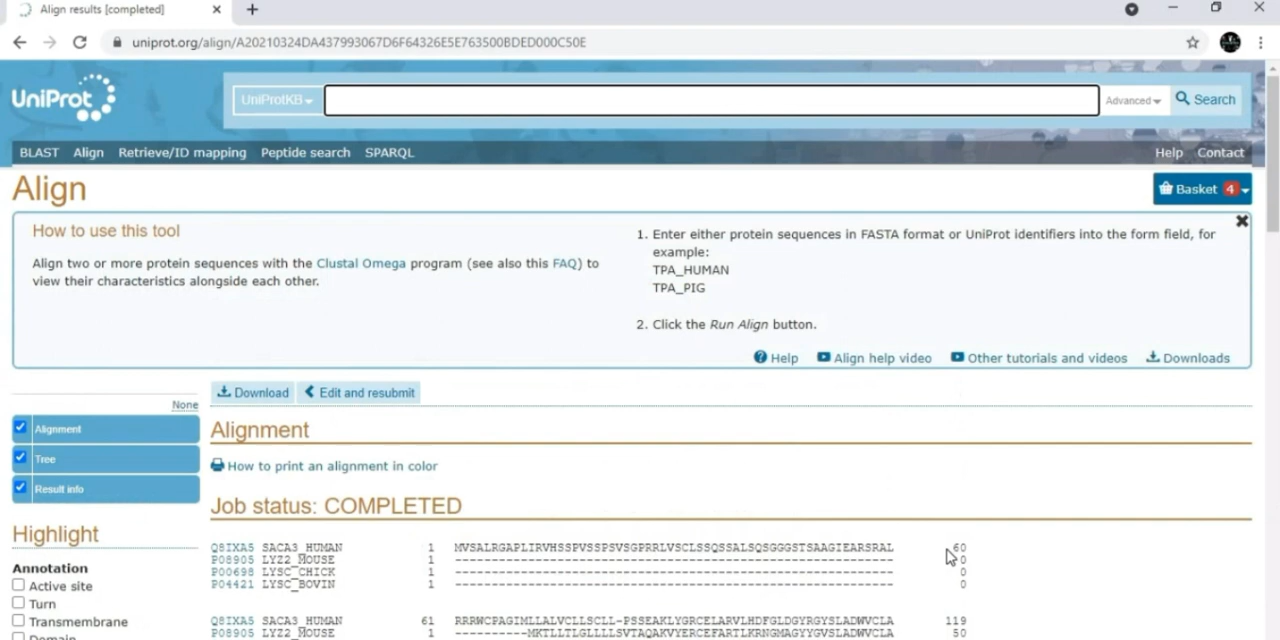 Align results [completed]
uniprot.org/align/A20210324DA437993067D6F64326E5E763500BDED000C50E
UniProt
UniProtKB
Advanced
Search
BLAST Align Retrieve/ID mapping Peptide search SPARQL
Help Contact
Align
Basket 4
How to use this tool
Align two or more protein sequences with the Clustal Omega program (see also this FAQ) to
view their characteristics alongside each other.
1. Enter either protein sequences in FASTA format or UniProt identifiers into the form field, for
example:
TPA_HUMAN
TPA_PIG
2. Click the Run Align button.
Help Align help video Other tutorials and videos Downloads
None
Alignment
Tree
Result info
Highlight
Annotation
Active site
Turn
Transmembrane
Domain
Download Edit and resubmit
Alignment
How to print an alignment in color
Job status: COMPLETED
Q8IXA5 SACA3_HUMAN 1 MVSALRGAPLIRVHSSPVSSPSVSGPRRLVSCLSSQSSALSQSGGGSTSAAGIEARSRAL 60
P08905 LYZ2_MOUSE 1 ------------------------------------------------------------ 0
P00698 LYSC_CHICK 1 ------------------------------------------------------------ 0
P04421 LYSC_BOVIN 1 ------------------------------------------------------------ 0
Q8IXA5 SACA3_HUMAN 61 RRRWCPAGIMLLALVCLLSCLL-PSSEAKLYGRCELARVLHDFGLDGYRGYSLADWVCLA 119
P08905 LYZ2_MOUSE 1 ----------MKTLLTLGLLLLSVTAQAKVYERCEFARTLKRNGMAGYYGVSLADWVCLA 50